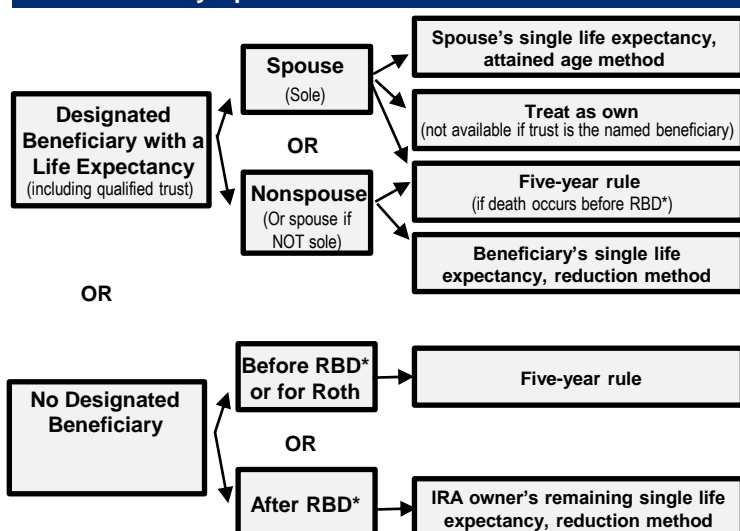 Spouse
(Sole)
Spouse's single life expectancy,
attained age method
Designated
Beneficiary with a
Life Expectancy
(including qualified trust)
Treat as own
(not available if trust is the named beneficiary)
OR
Nonspouse
(Or spouse if
NOT sole)
Five-year rule
(if death occurs before RBD*)
Beneficiary's single life
expectancy, reduction method
OR
No Designated
Beneficiary
Before RBD*
or for Roth
Five-year rule
OR
After RBD*
IRA owner's remaining single life
expectancy, reduction method